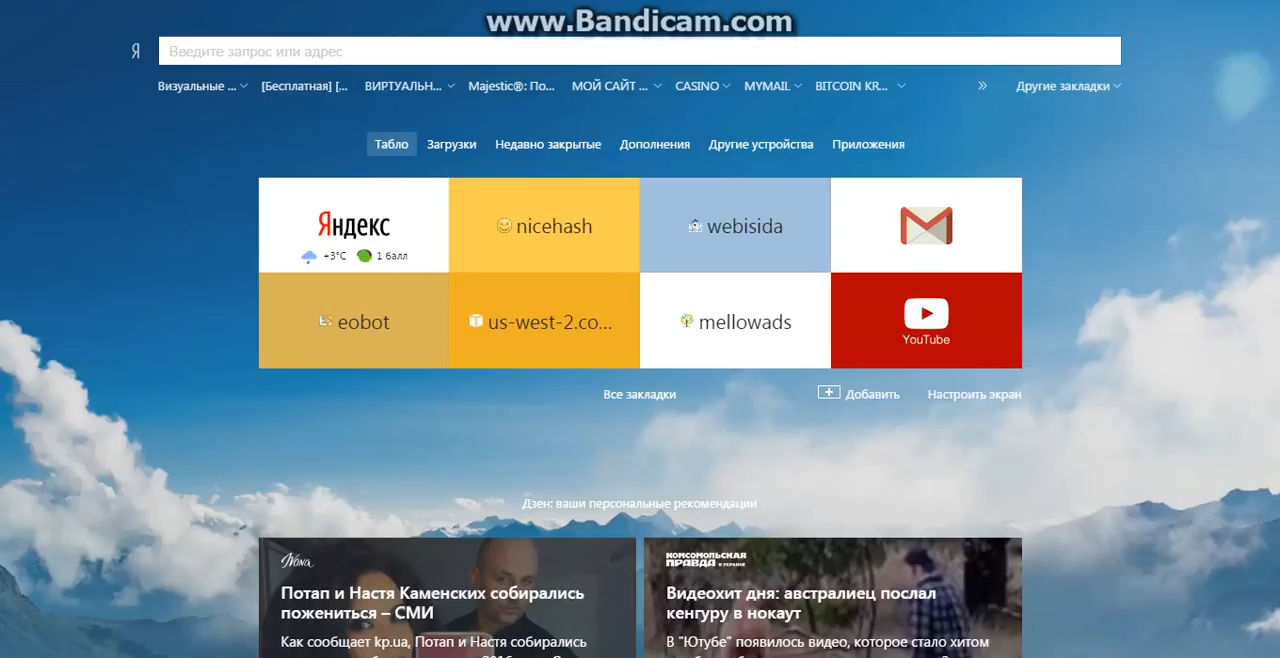 www.Bandicam.com
Я Введите запрос или адрес
Визуальные ... [Бесплатная] [... ВИРТУАЛЬН... Majestic®: По... МОЙ САЙТ ... CASINO MYMAIL BITCOIN KR... » Другие закладки
Табло Загрузки Недавно закрытые Дополнения Другие устройства Приложения
Яндекс
+3°C 1 балл
nicehash
webisida
eobot
us-west-2.co...
mellowads
YouTube
Все закладки Добавить Настроить экран
Дзен: ваши персональные рекомендации
Wona
Потап и Настя Каменских собирались
пожениться – СМИ
Как сообщает kp.ua, Потап и Настя собирались
КОМСОМОЛЬСКАЯ
ПРАВДА В УКРАИНЕ
Видеохит дня: австралиец послал
кенгуру в нокаут
В "Ютубе" появилось видео, которое стало хитом